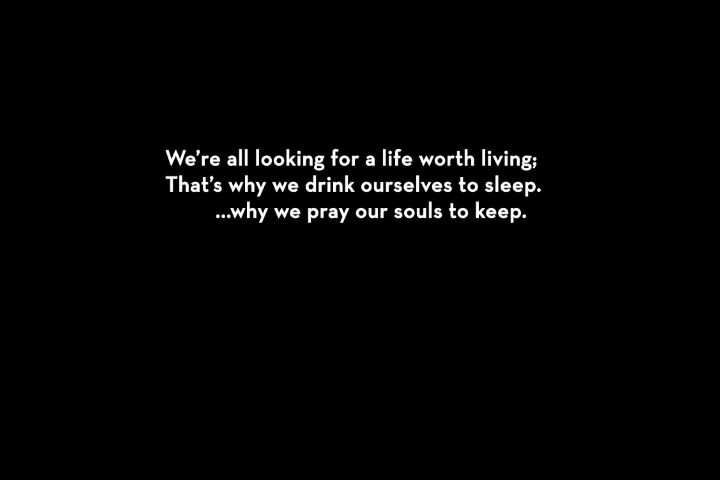 We're all looking for a life worth living;
That's why we drink ourselves to sleep.
...why we pray our souls to keep.